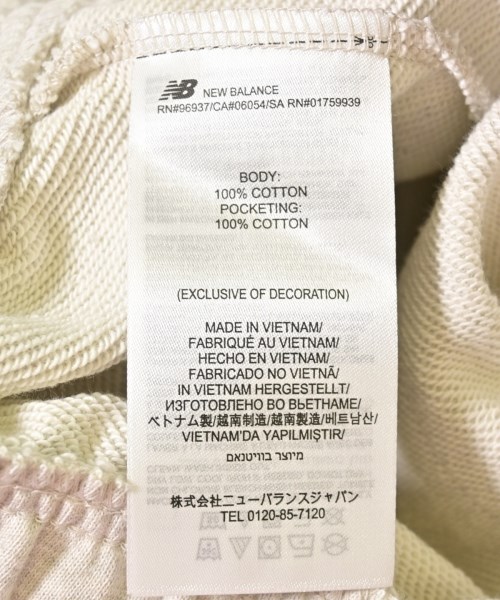 NB NEW BALANCE
RN#96937/CA#06054/SA RN#01759939
BODY:
100% COTTON
POCKETING:
100% COTTON
(EXCLUSIVE OF DECORATION)
MADE IN VIETNAM/
FABRIQUÉ AU VIETNAM/
HECHO EN VIETNAM/
FABRICADO NO VIETNÃ/
IN VIETNAM HERGESTELLT/
ИЗГОТОВЛЕНО ВО ВЬЕТНАМЕ/
ベトナム製/越南制造/越南製造/베트남산/
VIETNAM'DA YAPILMIŞTIR/
מיוצר בוויטנאם
株式会社ニューバランスジャパン
TEL 0120-85-7120